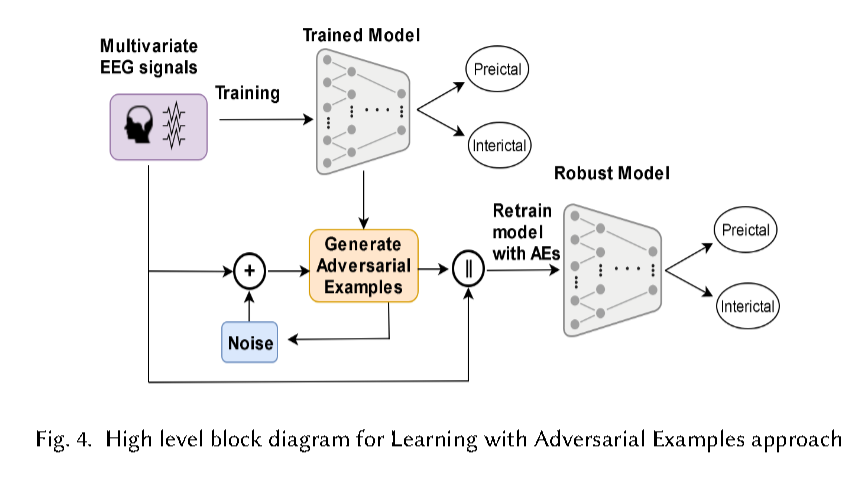 Multivariate
EEG signals
Training
Trained Model
Preictal
Interictal
+
Generate
Adversarial
Examples
Noise
||
Retrain
model
with AEs
Robust Model
Preictal
Interictal
Fig. 4. High level block diagram for Learning with Adversarial Examples approach